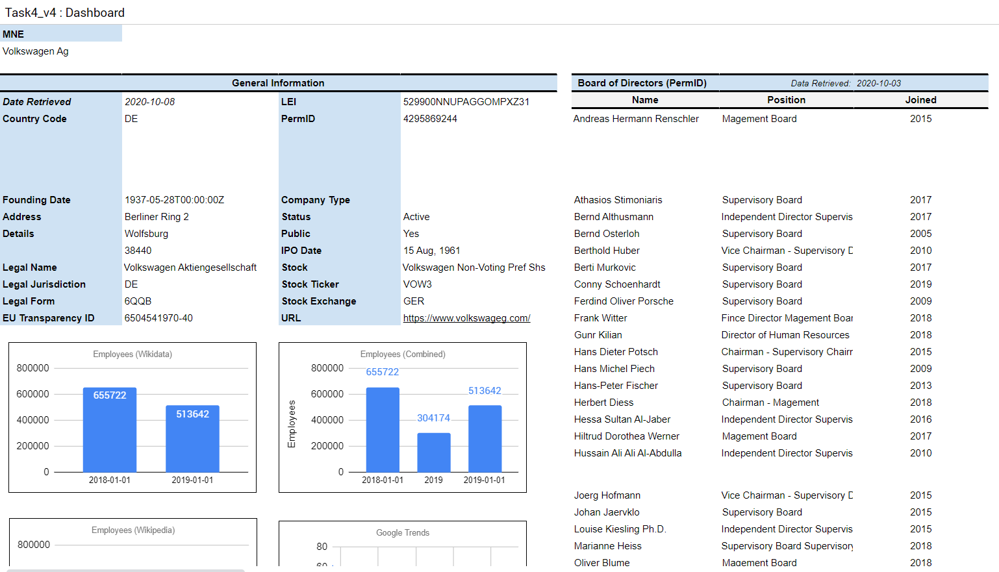 Task4_v4 : Dashboard
MNE
Volkswagen Ag
General Information
Date Retrieved 2020-10-08 LEI 529900NNUPAGGOMPXZ31
Country Code DE PermID 4295869244
Founding Date 1937-05-28T00:00:00Z Company Type
Address Berliner Ring 2 Status Active
Details Wolfsburg Public Yes
38440 IPO Date 15 Aug, 1961
Legal Name Volkswagen Aktiengesellschaft Stock Volkswagen Non-Voting Pref Shs
Legal Jurisdiction DE Stock Ticker VOW3
Legal Form 6QQB Stock Exchange GER
EU Transparency ID 6504541970-40 URL https://www.volkswageg.com/
Employees (Wikidata)
800000
600000
400000
200000
0
655722
513642
2018-01-01 2019-01-01
Employees (Combined)
Employees
800000
600000
400000
200000
0
655722
304174
513642
2018-01-01 2019 2019-01-01
Employees (Wikipedia)
800000
Google Trends
80
60
Board of Directors (PermID) Data Retrieved: 2020-10-03
Name Position Joined
Andreas Hermann Renschler Magement Board 2015
Athasios Stimoniaris Supervisory Board 2017
Bernd Althusmann Independent Director Supervis 2017
Bernd Osterloh Supervisory Board 2005
Berthold Huber Vice Chairman - Supervisory D 2010
Berti Murkovic Supervisory Board 2017
Conny Schoenhardt Supervisory Board 2019
Ferdind Oliver Porsche Supervisory Board 2009
Frank Witter Fince Director Magement Boar 2018
Gunr Kilian Director of Human Resources 2018
Hans Dieter Potsch Chairman - Supervisory Chairr 2015
Hans Michel Piech Supervisory Board 2009
Hans-Peter Fischer Supervisory Board 2013
Herbert Diess Chairman - Magement 2018
Hessa Sultan Al-Jaber Independent Director Supervis 2016
Hiltrud Dorothea Werner Magement Board 2017
Hussain Ali Ali Al-Abdulla Independent Director Supervis 2010
Joerg Hofmann Vice Chairman - Supervisory D 2015
Johan Jaervklo Supervisory Board 2015
Louise Kiesling Ph.D. Independent Director Supervis 2015
Marianne Heiss Supervisory Board Supervisory 2018
Oliver Blume Magement Board 2018